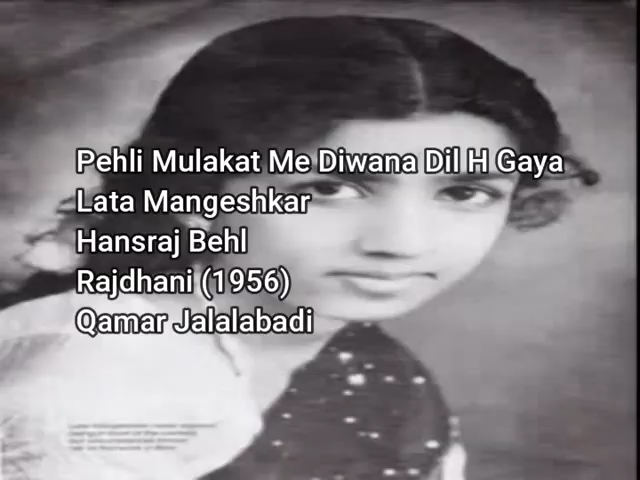 Pehli Mulakat Me Diwana Dil H Gaya
Lata Mangeshkar
Hansraj Behl
Rajdhani (1956)
Qamar Jalalabadi